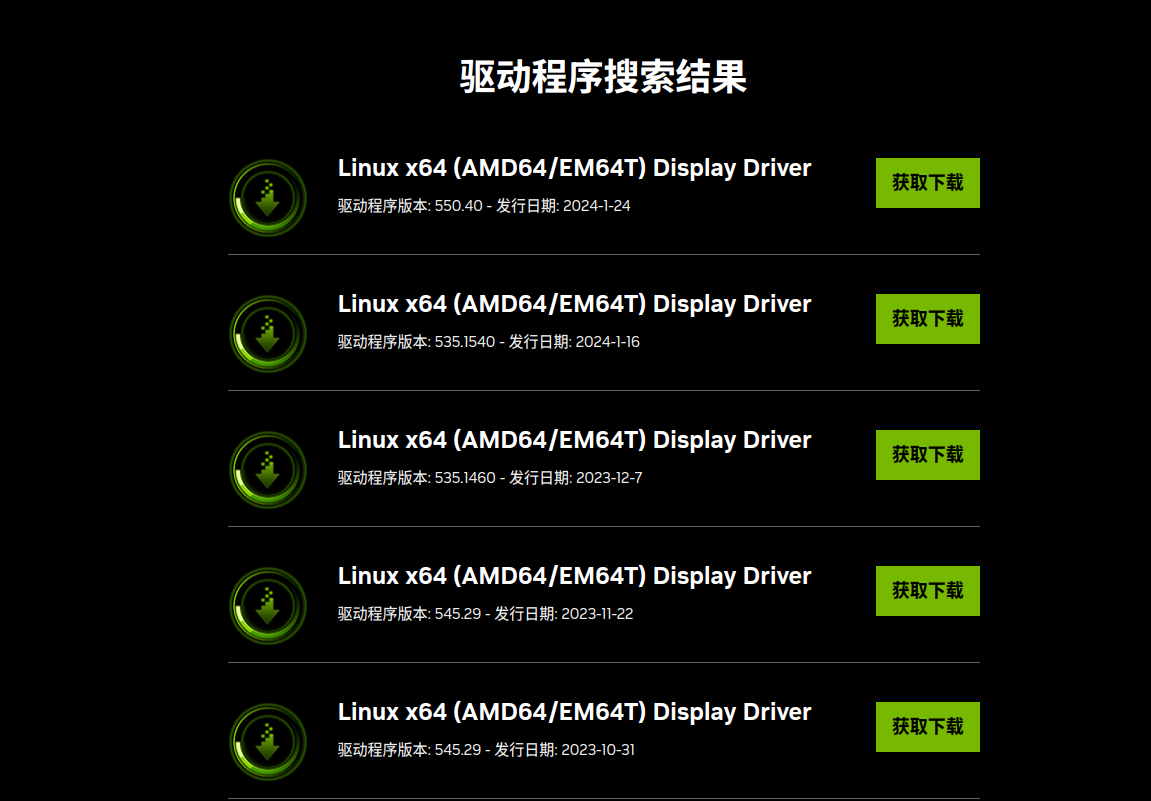 驱动程序搜索结果
Linux x64 (AMD64/EM64T) Display Driver
获取下载
驱动程序版本: 550.40 - 发行日期: 2024-1-24
Linux x64 (AMD64/EM64T) Display Driver
获取下载
驱动程序版本: 535.1540 - 发行日期: 2024-1-16
Linux x64 (AMD64/EM64T) Display Driver
获取下载
驱动程序版本: 535.1460 - 发行日期: 2023-12-7
Linux x64 (AMD64/EM64T) Display Driver
获取下载
驱动程序版本: 545.29 - 发行日期: 2023-11-22
Linux x64 (AMD64/EM64T) Display Driver
获取下载
驱动程序版本: 545.29 - 发行日期: 2023-10-31